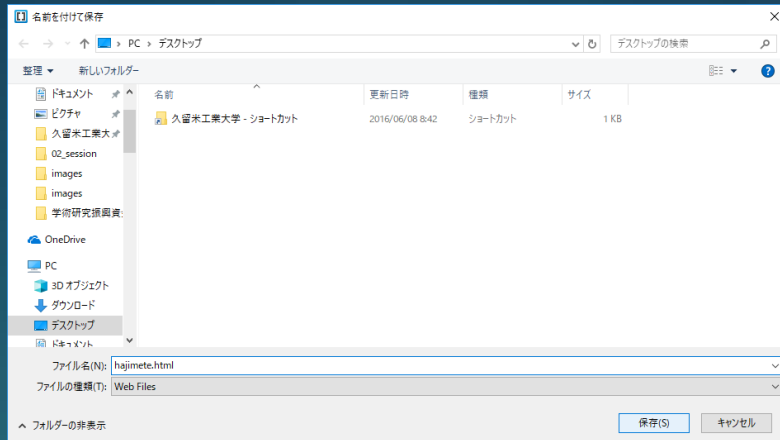 名前を付けて保存
PC › デスクトップ
デスクトップの検索
整理 新しいフォルダー
名前 更新日時 種類 サイズ
久留米工業大学 - ショートカット 2016/06/08 8:42 ショートカット 1 KB
ドキュメント
ピクチャ
久留米工業大
02_session
images
images
学術研究振興資
OneDrive
PC
3D オブジェクト
ダウンロード
デスクトップ
ドキュメント
ファイル名(N): hajimete.html
ファイルの種類(T): Web Files
フォルダーの非表示
保存(S) キャンセル